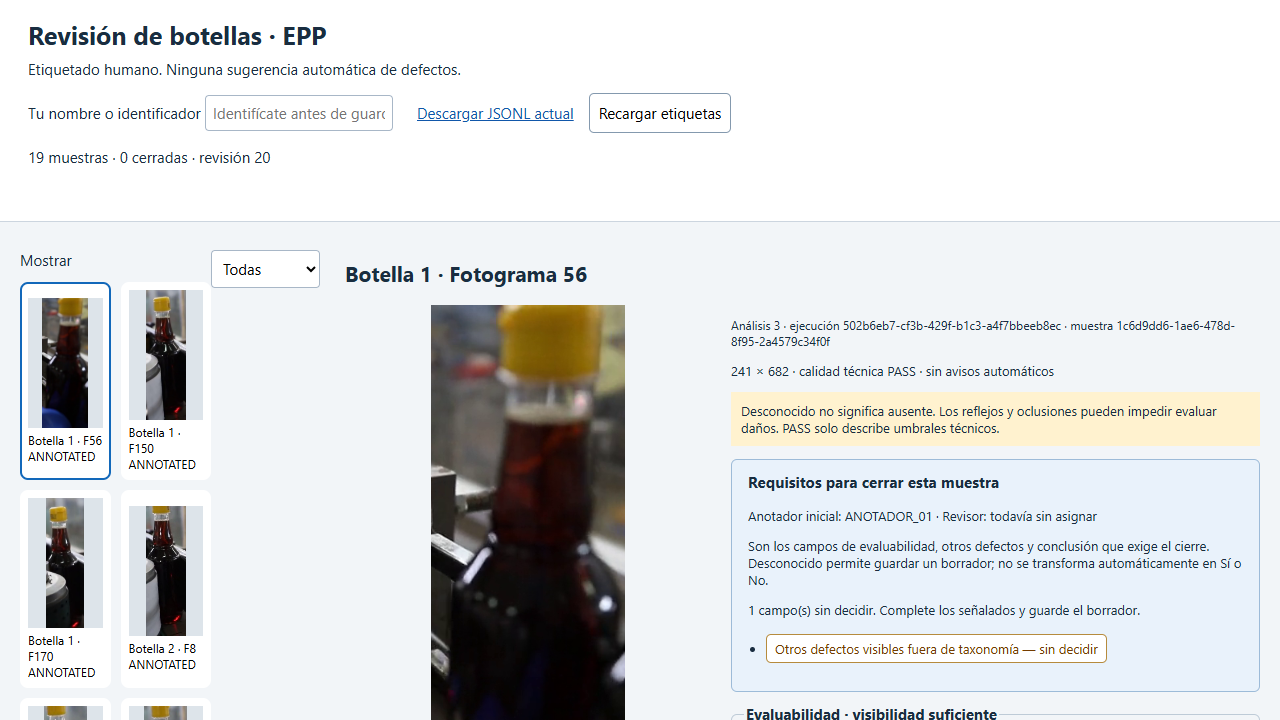 Revisión de botellas · EPP
Etiquetado humano. Ninguna sugerencia automática de defectos.
Tu nombre o identificador
Identifícate antes de guard
Descargar JSONL actual
Recargar etiquetas
19 muestras · 0 cerradas · revisión 20
Mostrar
Todas
Botella 1 · F56
ANNOTATED
Botella 1 ·
F150
ANNOTATED
Botella 1 ·
F170
ANNOTATED
Botella 2 · F8
ANNOTATED
Botella 1 · Fotograma 56
Análisis 3 · ejecución 502b6eb7-cf3b-429f-b1c3-a4f7bbeeb8ec · muestra 1c6d9dd6-1ae6-478d-
8f95-2a4579c34f0f
241 × 682 · calidad técnica PASS · sin avisos automáticos
Desconocido no significa ausente. Los reflejos y oclusiones pueden impedir evaluar
daños. PASS solo describe umbrales técnicos.
Requisitos para cerrar esta muestra
Anotador inicial: ANOTADOR_01 · Revisor: todavía sin asignar
Son los campos de evaluabilidad, otros defectos y conclusión que exige el cierre.
Desconocido permite guardar un borrador; no se transforma automáticamente en Sí o
No.
1 campo(s) sin decidir. Complete los señalados y guarde el borrador.
Otros defectos visibles fuera de taxonomía — sin decidir
Evaluabilidad · visibilidad suficiente